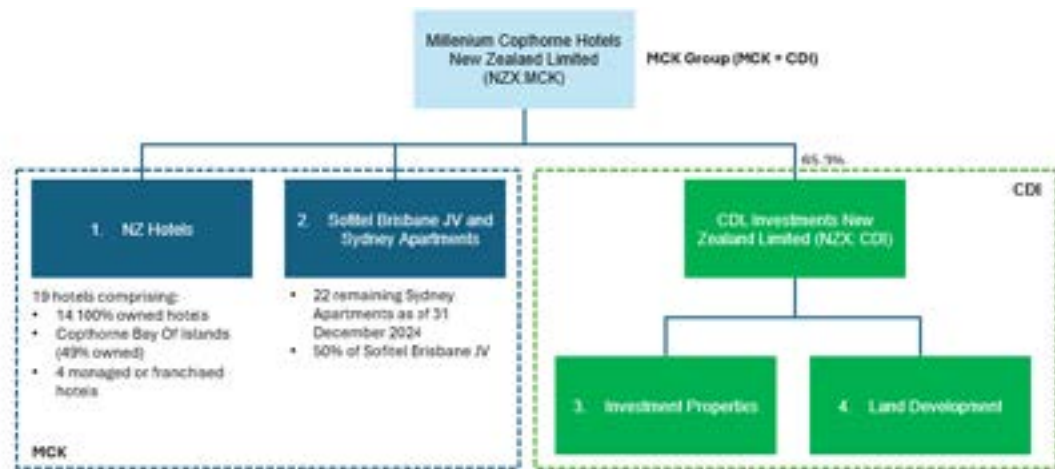 Millenium Copthorne Hotels
New Zealand Limited
(NZX:MCK)
MCK Group (MCK + CDI)
65.9%
1. NZ Hotels
2. Sofitel Brisbane JV and
Sydney Apartments
CDI
CDL Investments New
Zealand Limited (NZX: CDI)
19 hotels comprising:
• 14 100% owned hotels
• Copthorne Bay Of Islands
(49% owned)
• 4 managed or franchised
hotels
• 22 remaining Sydney
Apartments as of 31
December 2024
• 50% of Sofitel Brisbane JV
3. Investment Properties
4. Land Development
MCK